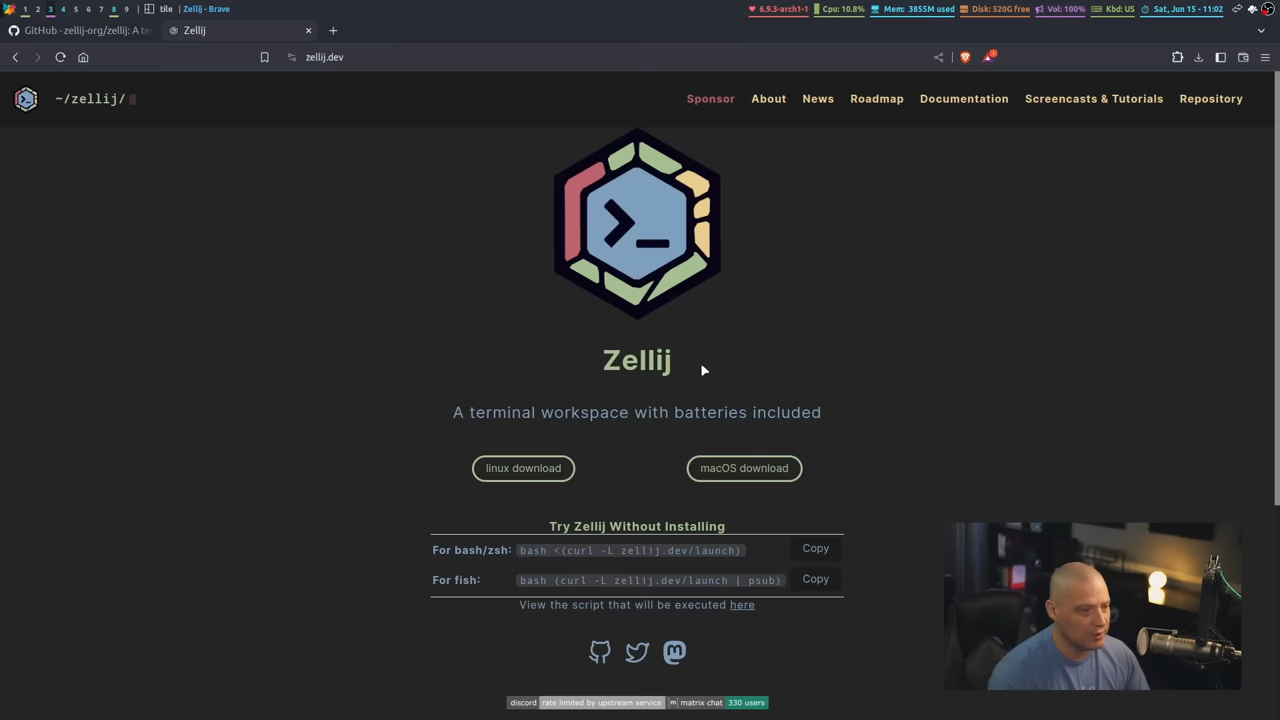 1 2 3 4 5 6 7 8 9 tile | Zellij - Brave 6.9.3-arch1-1 Cpu: 10.8% Mem: 3855M used Disk: 520G free Vol: 100% Kbd: US Sat, Jun 15 - 11:02
GitHub - zellij-org/zellij: A te Zellij
zellij.dev
~/zellij/ Sponsor About News Roadmap Documentation Screencasts & Tutorials Repository
Zellij
A terminal workspace with batteries included
linux download macOS download
Try Zellij Without Installing
For bash/zsh: bash <(curl -L zellij.dev/launch) Copy
For fish: bash (curl -L zellij.dev/launch | psub) Copy
View the script that will be executed here
discord rate limited by upstream service matrix chat 330 users